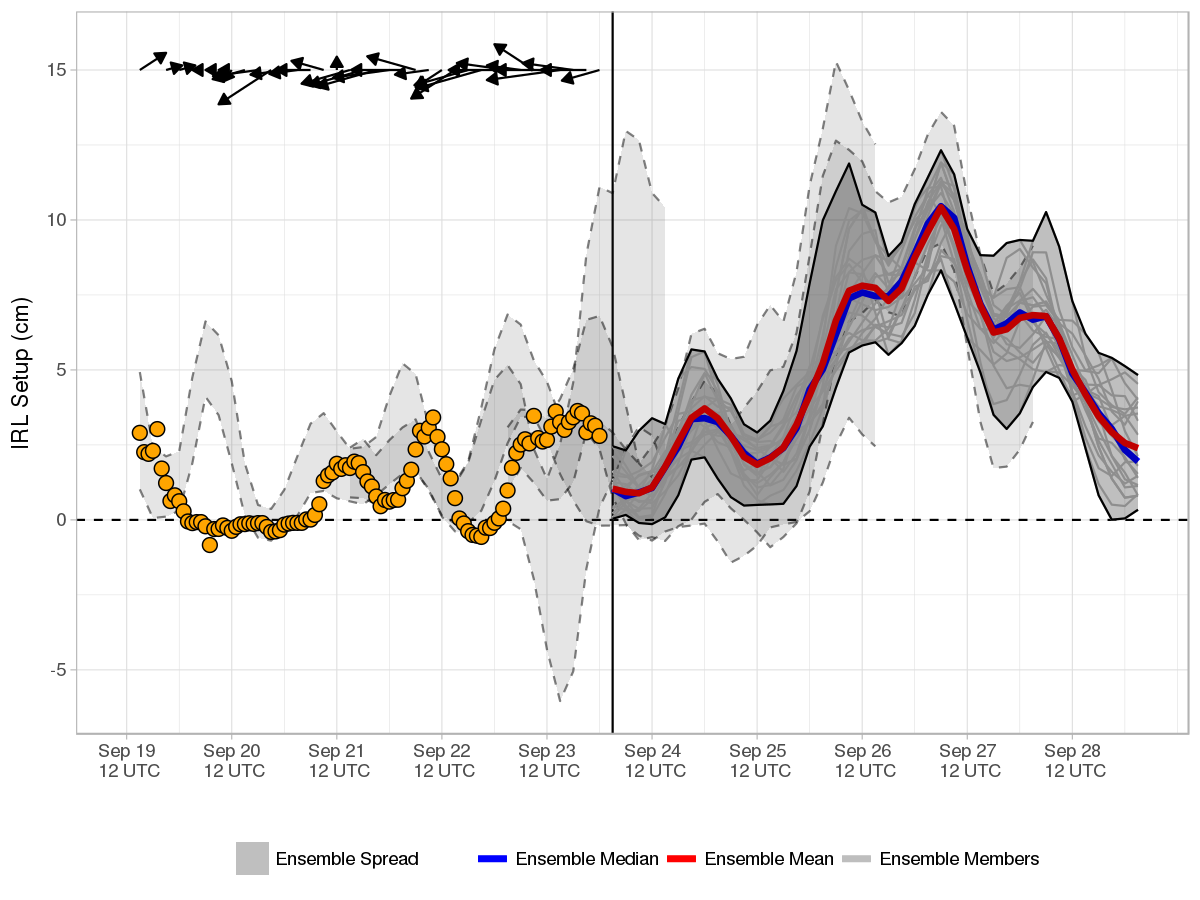 IRL Setup (cm)
15
10
5
0
-5
Sep 19 Sep 20 Sep 21 Sep 22 Sep 23 Sep 24 Sep 25 Sep 26 Sep 27 Sep 28
12 UTC 12 UTC 12 UTC 12 UTC 12 UTC 12 UTC 12 UTC 12 UTC 12 UTC 12 UTC
Ensemble Spread Ensemble Median Ensemble Mean Ensemble Members